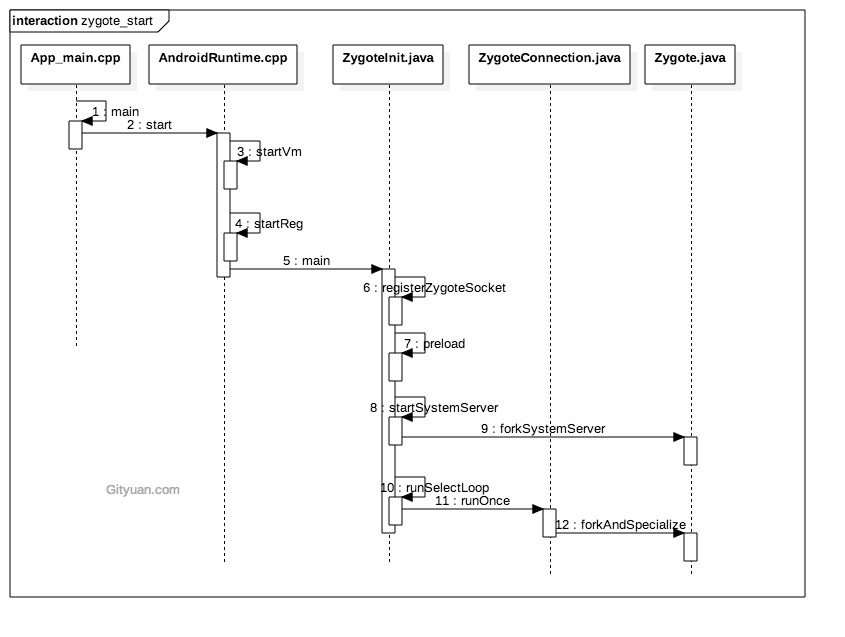 interaction zygote_start
App_main.cpp
AndroidRuntime.cpp
ZygoteInit.java
ZygoteConnection.java
Zygote.java
1 : main
2 : start
3 : startVm
4 : startReg
5 : main
6 : registerZygoteSocket
7 : preload
8 : startSystemServer
9 : forkSystemServer
10 : runSelectLoop
11 : runOnce
12 : forkAndSpecialize
Gityuan.com